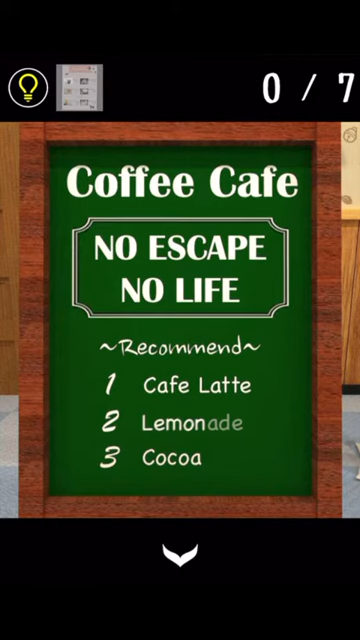 0 / 7
Coffee Cafe
NO ESCAPE
NO LIFE
~Recommend~
1 Cafe Latte
2 Lemonade
3 Cocoa